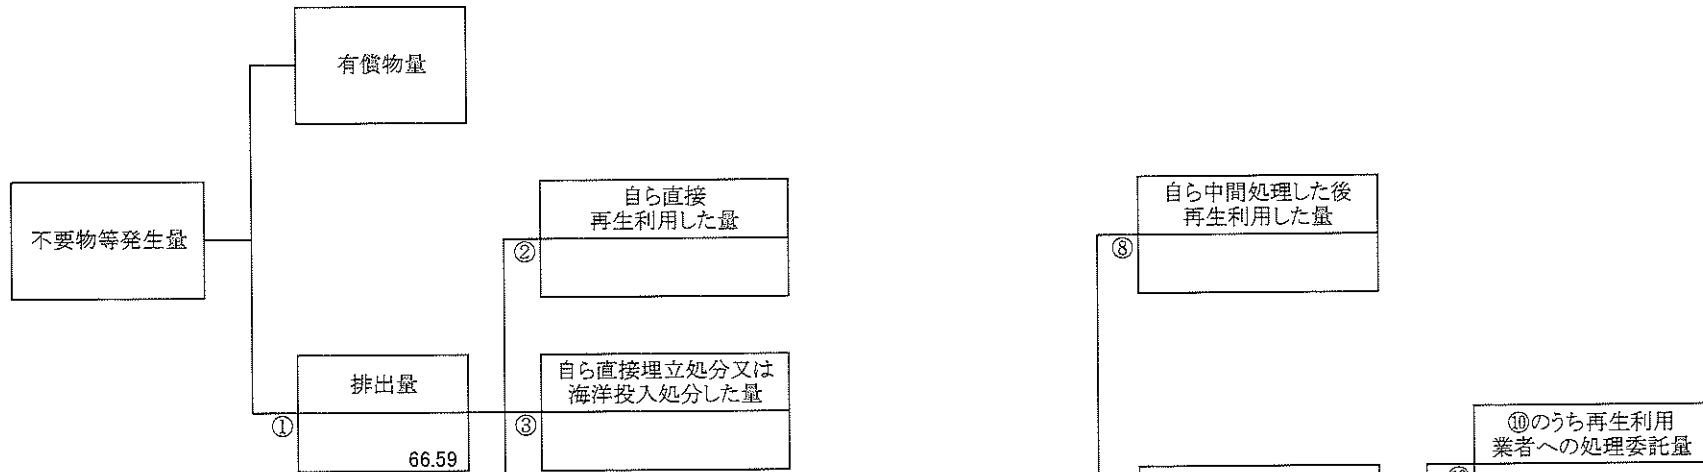 有償物量
不要物等発生量
自ら直接
再生利用した量
②
自ら中間処理した後
再生利用した量
⑧
排出量
①
66.59
自ら直接埋立処分又は
海洋投入処分した量
③
⑩のうち再生利用
業者への処理委託量